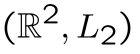 (ℝ², L₂)